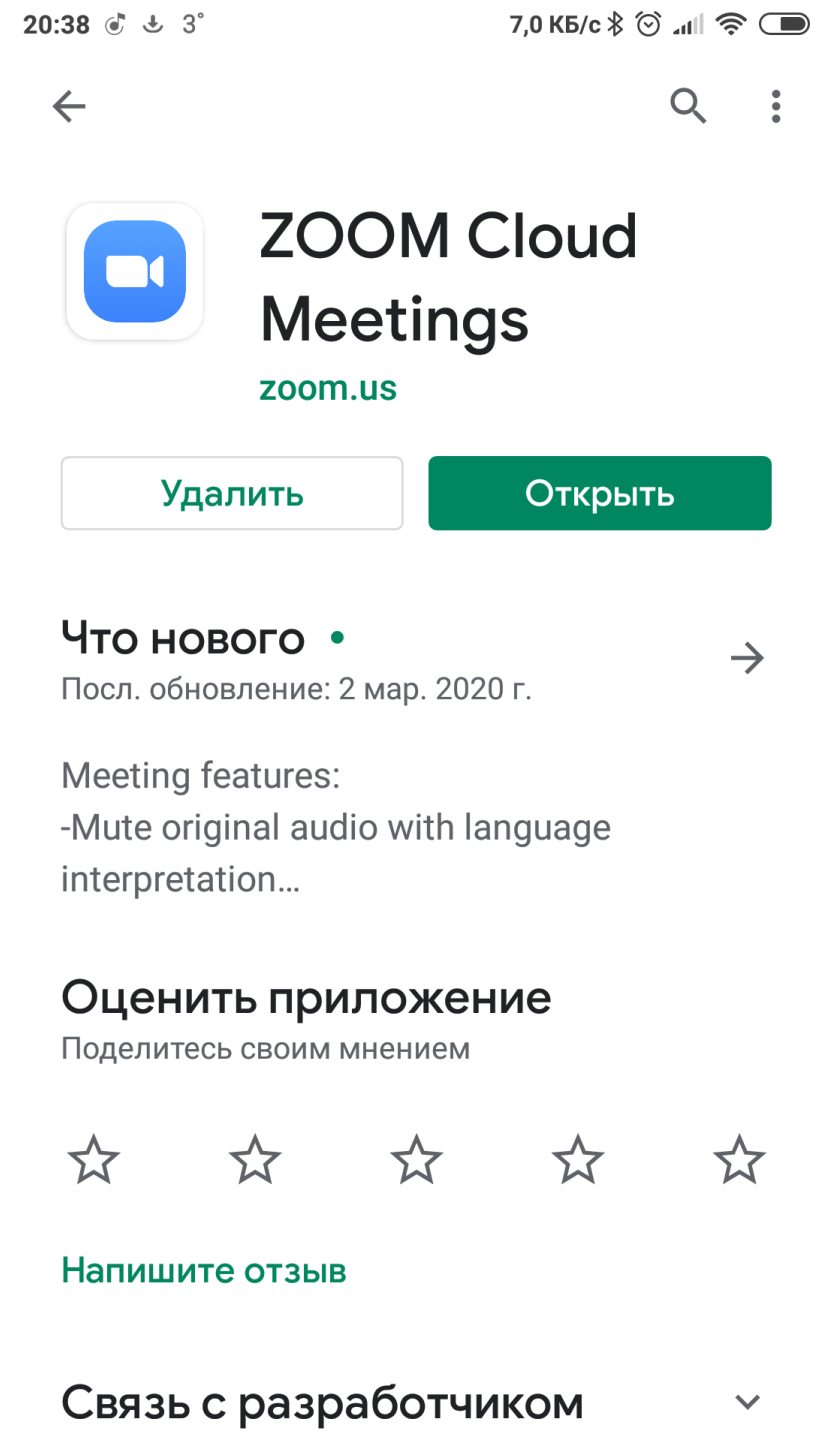 20:38 3° 7,0 КБ/с
ZOOM Cloud
Meetings
zoom.us
Удалить Открыть
Что нового •
Посл. обновление: 2 мар. 2020 г.
Meeting features:
-Mute original audio with language
interpretation…
Оценить приложение
Поделитесь своим мнением
Напишите отзыв
Связь с разработчиком